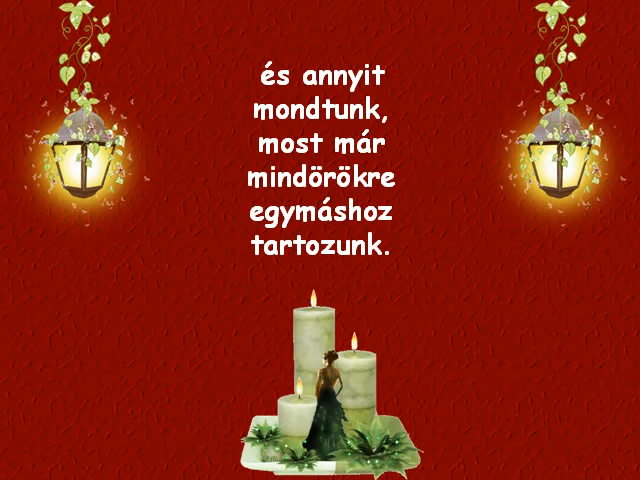 és annyit
mondtunk,
most már
mindörökre
egymáshoz
tartozunk.